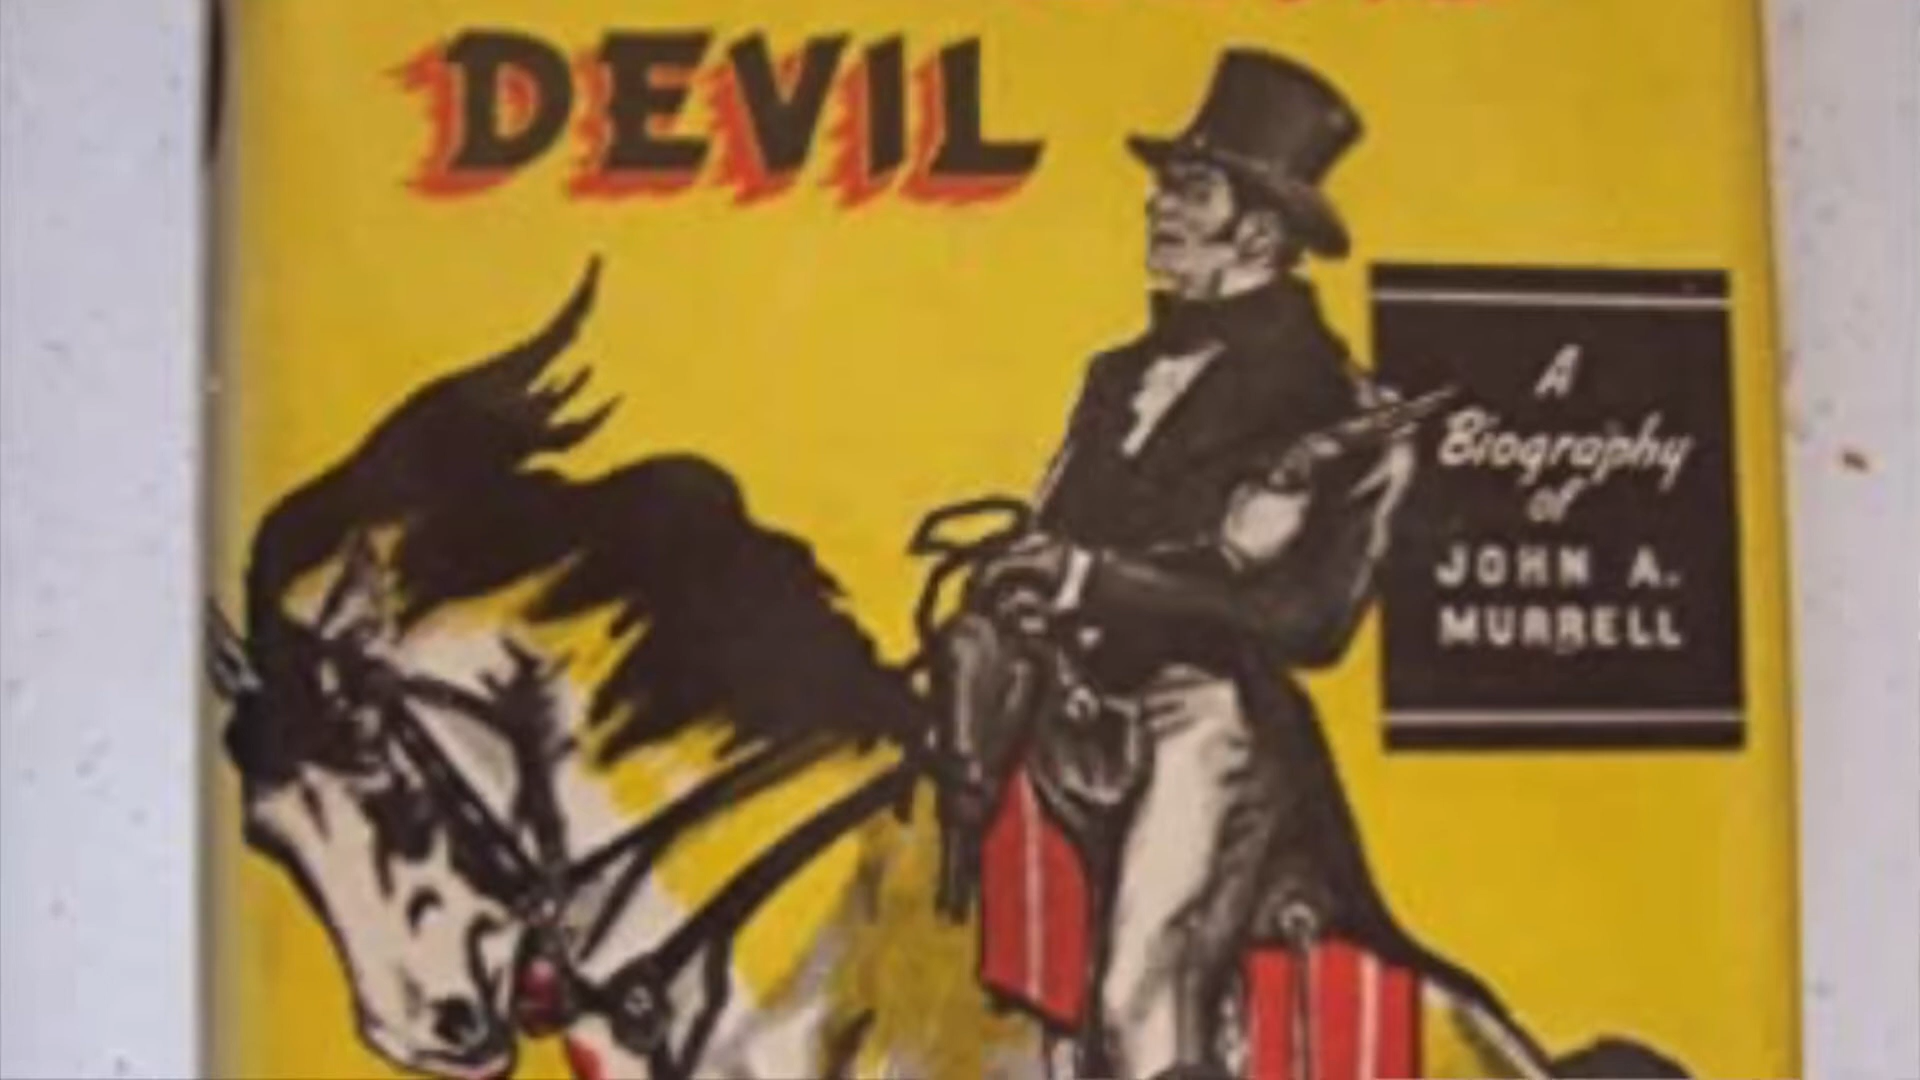 DEVIL
A
Biography
of
JOHN A.
MURRELL